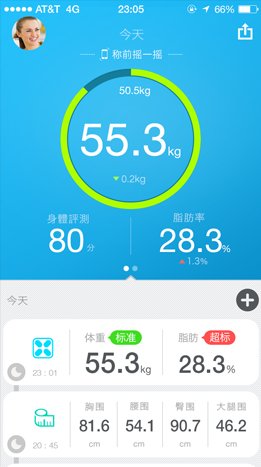 AT&T 4G 23:05 66%
今天
称前摇一摇
50.5kg
55.3kg
0.2kg
身體評測 脂肪率
80分 28.3%
1.3%
今天
体重 标准 脂肪 超标
55.3kg 28.3%
23 : 01
胸围 腰围 臀围 大腿围
81.6 54.1 90.7 46.2
cm cm cm cm
20 : 45